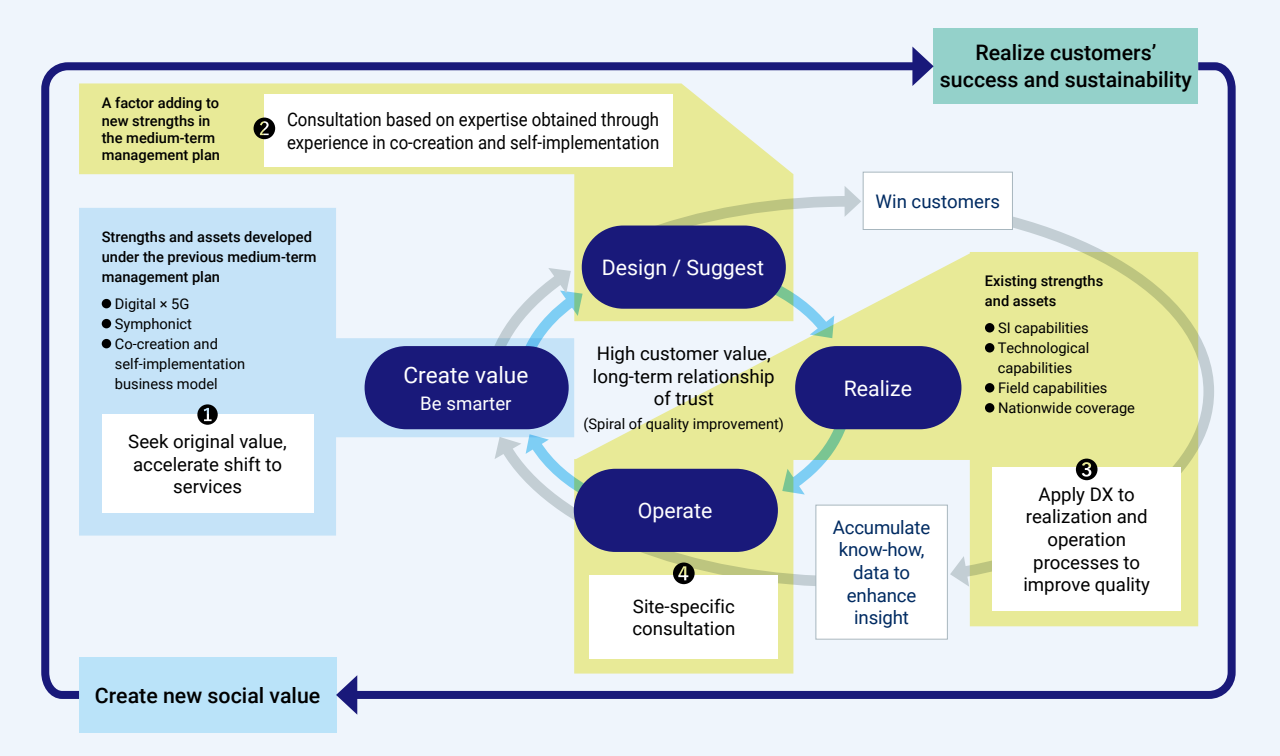 Realize customers’
success and sustainability
A factor adding to
new strengths in
the medium-term
management plan
❷
Consultation based on expertise obtained through
experience in co-creation and self-implementation
Win customers
Strengths and assets developed
under the previous medium-term
management plan
● Digital × 5G
● Symphonict
● Co-creation and
self-implementation
business model
❶
Seek original value,
accelerate shift to
services
Design / Suggest
Create value
Be smarter
High customer value,
long-term relationship
of trust
(Spiral of quality improvement)
Realize
Existing strengths
and assets
● SI capabilities
● Technological
capabilities
● Field capabilities
● Nationwide coverage
❸
Apply DX to
realization and
operation
processes to
improve quality
Operate
Accumulate
know-how,
data to
enhance
insight
❹
Site-specific
consultation
Create new social value